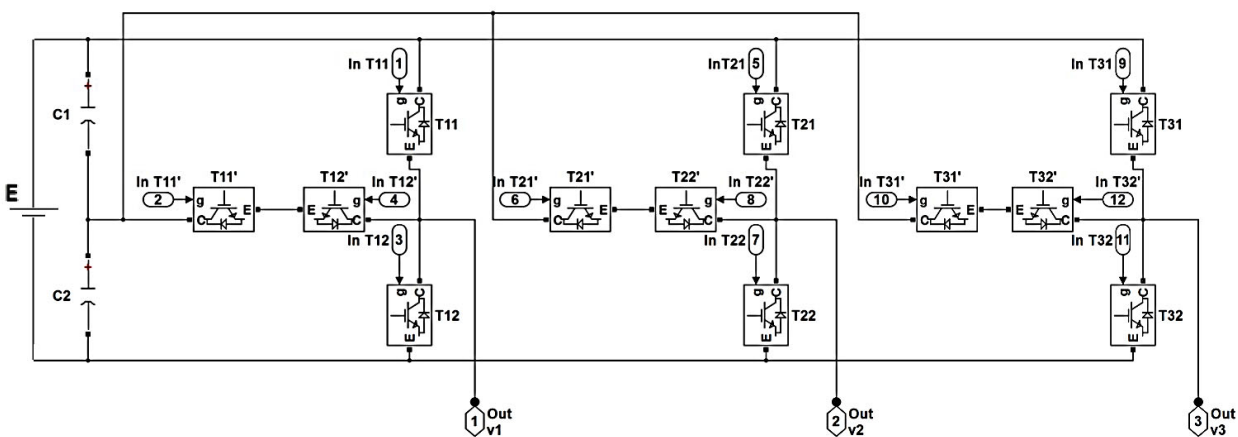 In T11 1
InT21 5
In T31 9
g C
g C
g C
C1
T11
T21
T31
E
E
E
In T11'
T11'
T12'
In T12'
In T21'
T21'
T22'
In T22'
In T31'
T31'
T32'
In T32'
E
2
g
g
4
6
g
g
8
10
g
g
12
C
E
E
C
C
E
E
C
C
E
E
C
In T12 3
In T22 7
In T32 11
C2
g C
g C
g C
T12
T22
T32
E
E
E
1
Out
v1
2
Out
v2
3
Out
v3